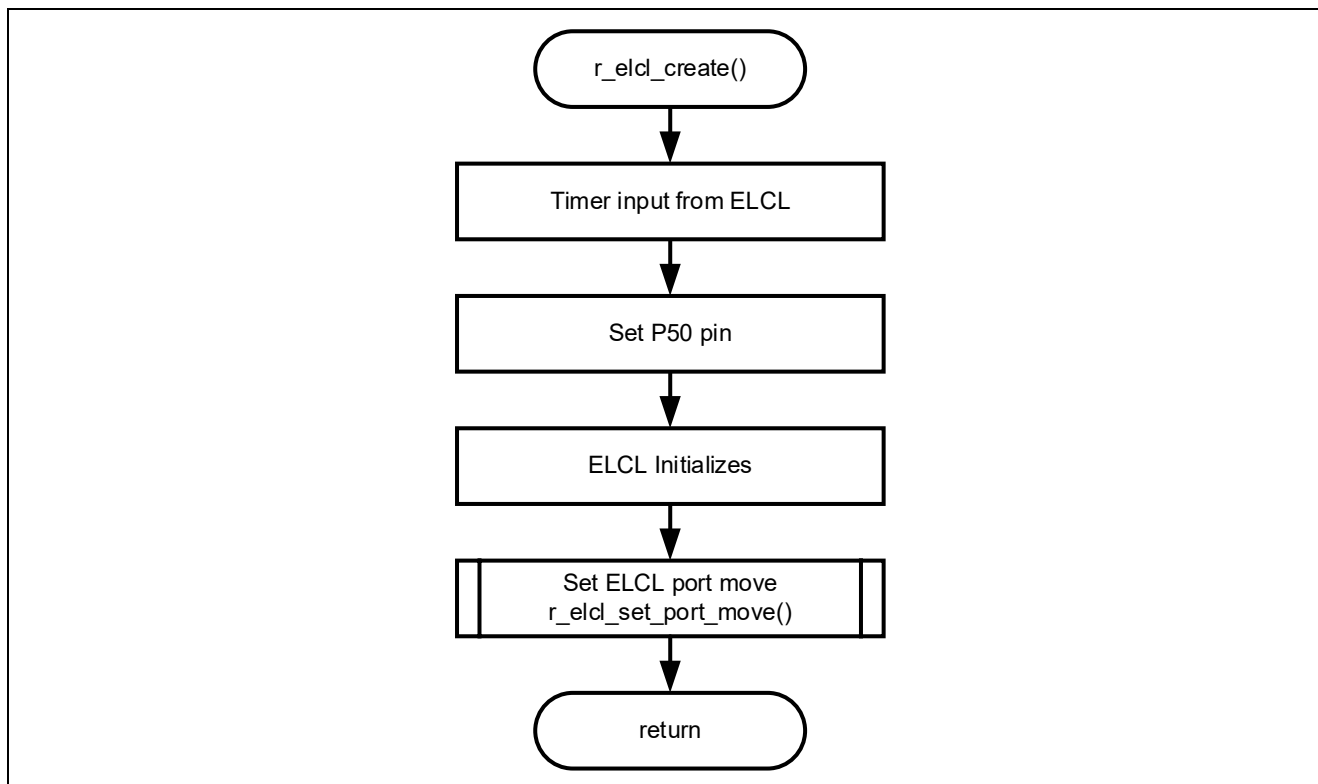 r_elcl_create()
Timer input from ELCL
Set P50 pin
ELCL Initializes
Set ELCL port move
r_elcl_set_port_move()
return